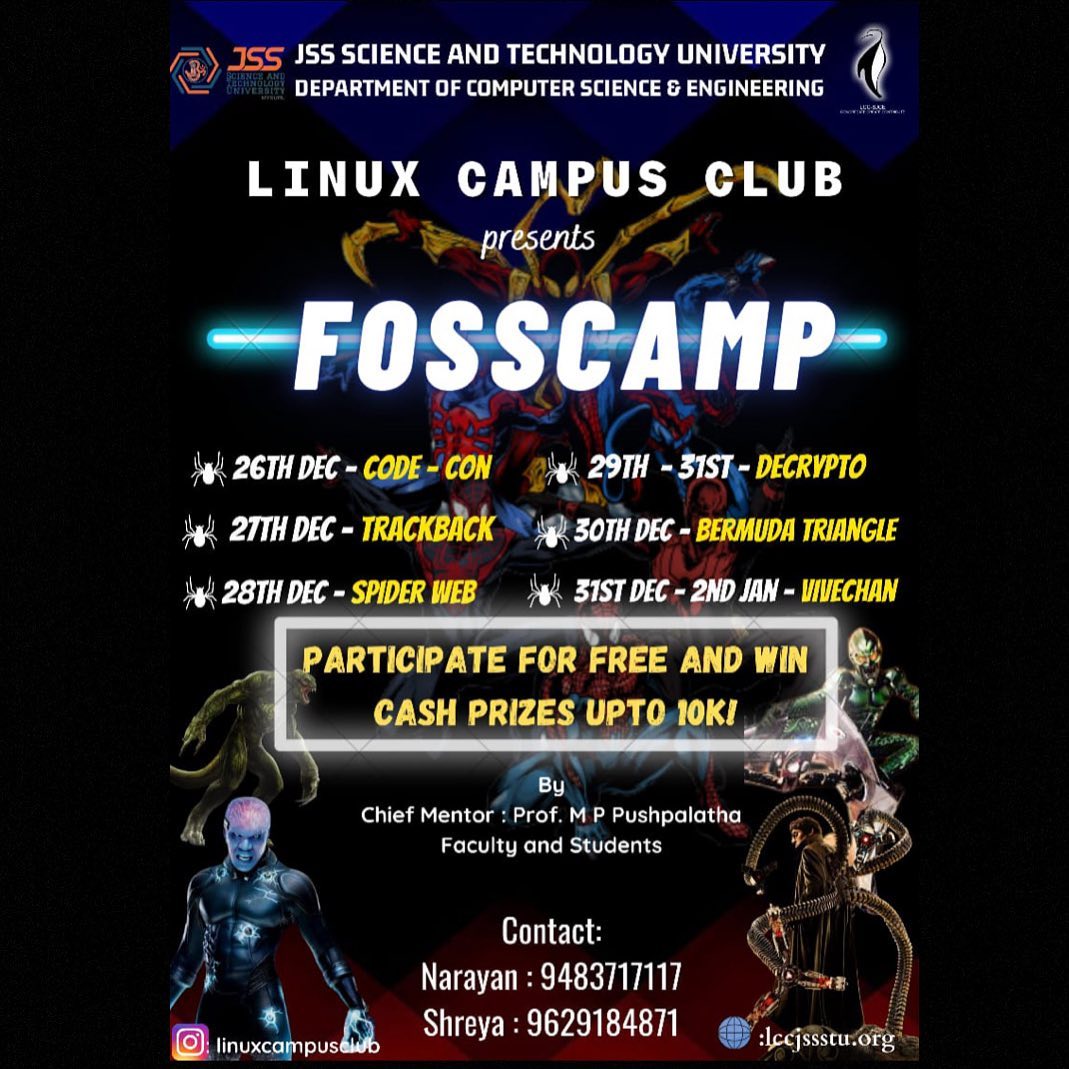 JSS
SCIENCE AND
TECHNOLOGY
UNIVERSITY
JSS SCIENCE AND TECHNOLOGY UNIVERSITY
DEPARTMENT OF COMPUTER SCIENCE & ENGINEERING
LINUX CAMPUS CLUB
presents
FOSSCAMP
26TH DEC - CODE - CON
29TH - 31ST - DECRYPTO
27TH DEC - TRACKBACK
30TH DEC - BERMUDA TRIANGLE
28TH DEC - SPIDER WEB
31ST DEC - 2ND JAN - VIVECHAN
PARTICIPATE FOR FREE AND WIN
CASH PRIZES UPTO 10K!
By
Chief Mentor : Prof. M P Pushpalatha
Faculty and Students
Contact:
Narayan : 9483717117
Shreya : 9629184871
: linuxcampusclub
:lccjssstu.org